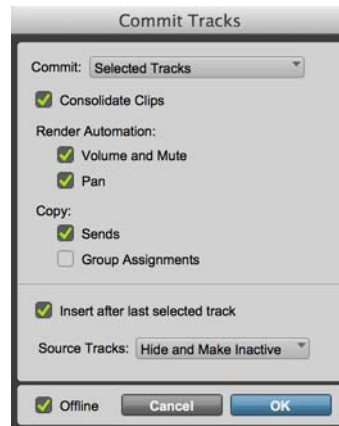 Commit Tracks
Commit: Selected Tracks
Consolidate Clips
Render Automation:
Volume and Mute
Pan
Copy:
Sends
Group Assignments
Insert after last selected track
Source Tracks: Hide and Make Inactive
Offline Cancel OK